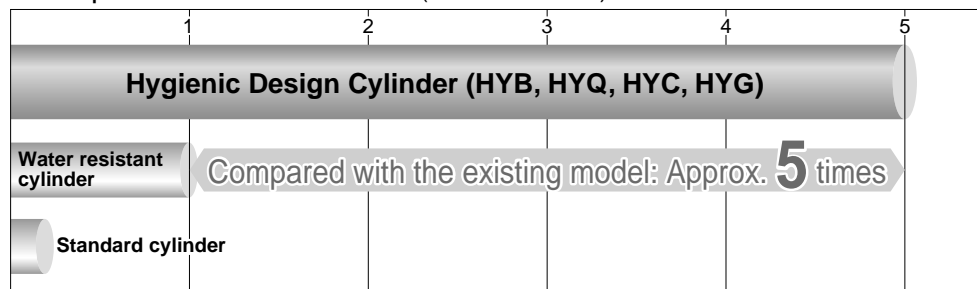 1 2 3 4 5
Hygienic Design Cylinder (HYB, HYQ, HYC, HYG)
Water resistant
cylinder
Compared with the existing model: Approx. 5 times
Standard cylinder